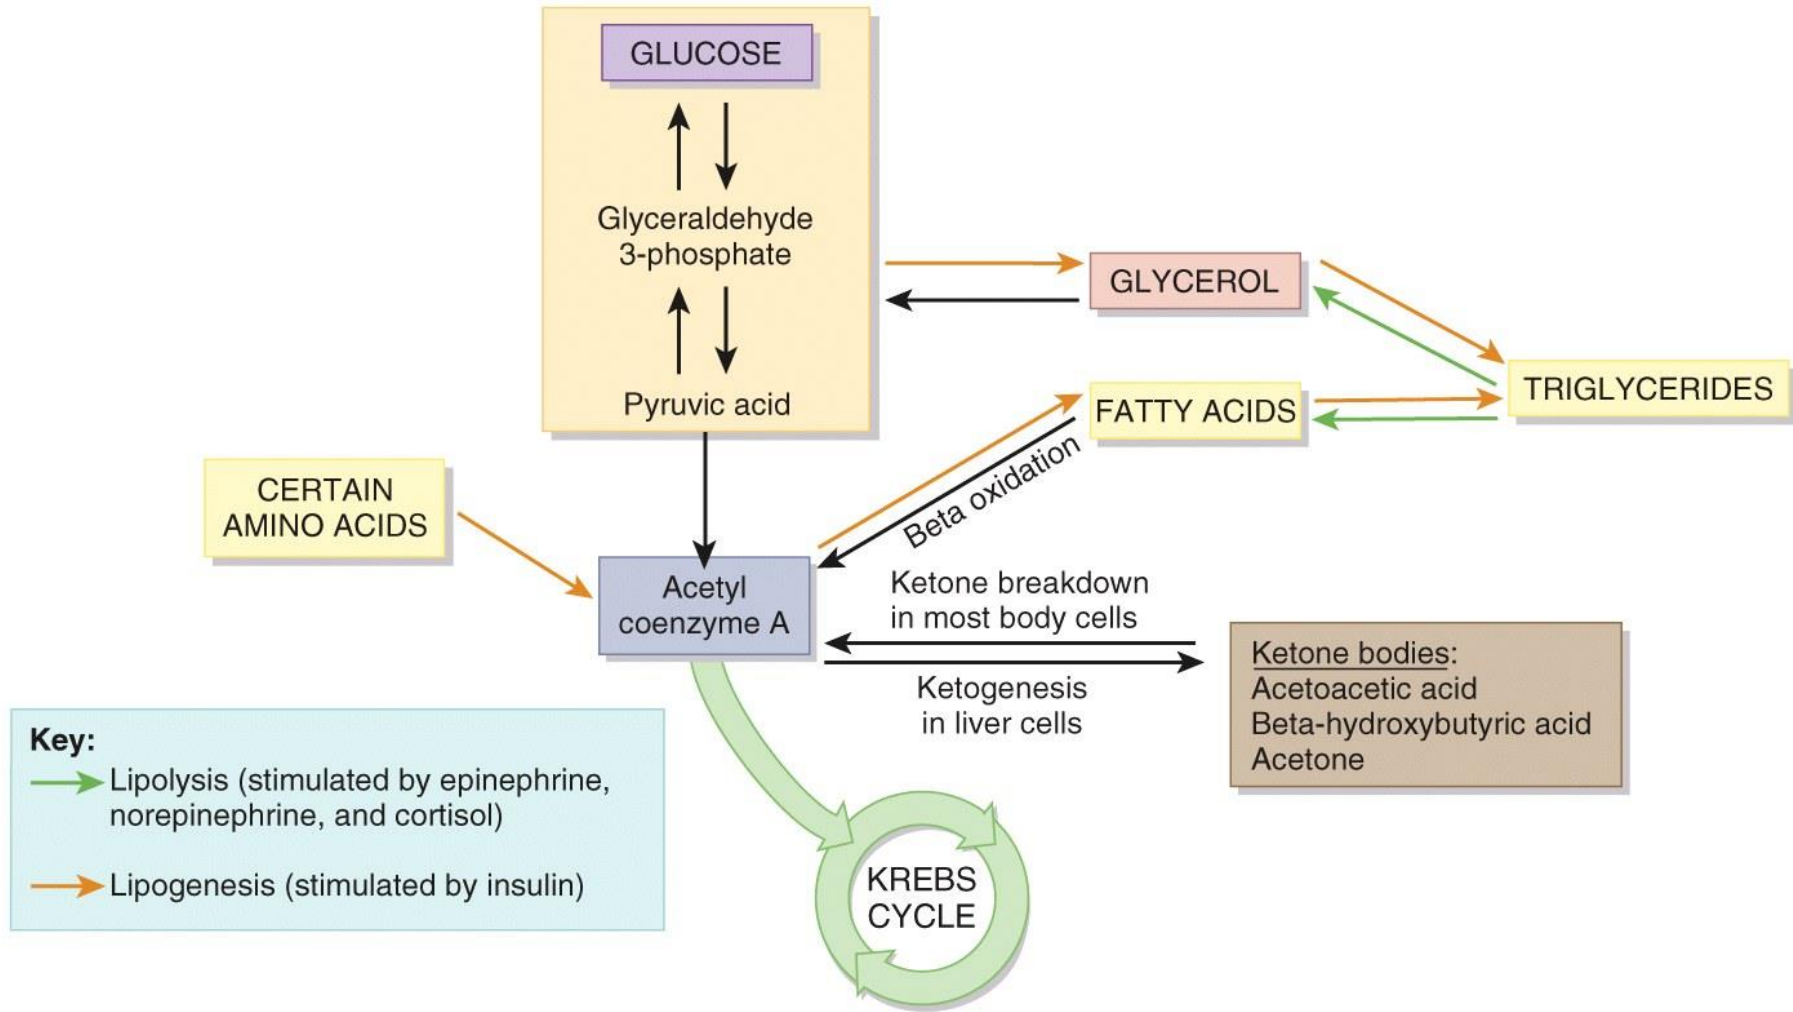 GLUCOSE
Glyceraldehyde
3-phosphate
Pyruvic acid
GLYCEROL
TRIGLYCERIDES
FATTY ACIDS
Beta oxidation
CERTAIN
AMINO ACIDS
Acetyl
coenzyme A
Ketone breakdown
in most body cells
Ketogenesis
in liver cells
Ketone bodies:
Acetoacetic acid
Beta-hydroxybutyric acid
Acetone
Key:
Lipolysis (stimulated by epinephrine,
norepinephrine, and cortisol)
Lipogenesis (stimulated by insulin)
KREBS
CYCLE